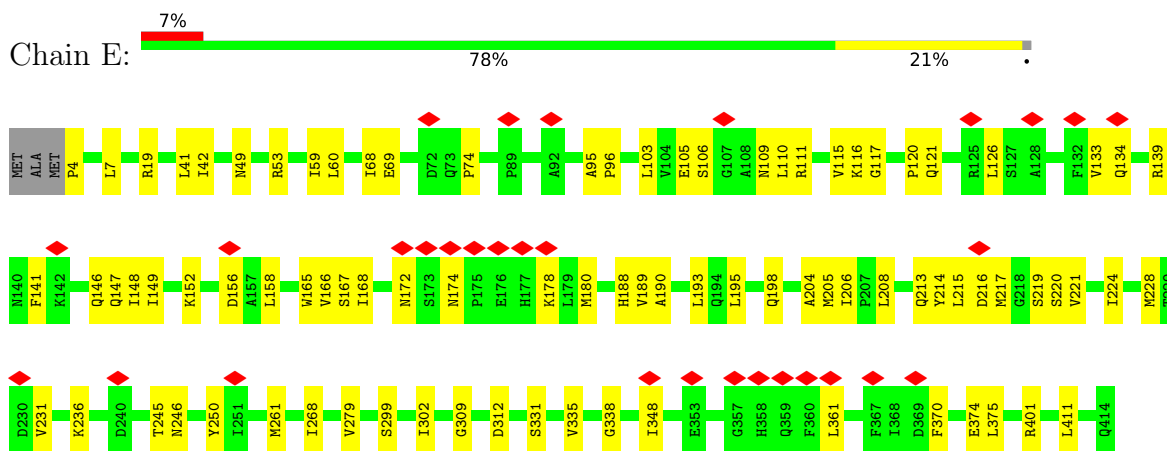 7%
Chain E:
78%
21%
•
MET ALA MET P4 L7 R19 L41 I42 N49 R53 I59 L60 I68 E69 D72 Q73 P74 P89 A92 A95 P96 L103 V104 E105 S106 G107 A108 N109 L110 R111 V115 K116 G117 P120 Q121 R125 L126 S127 A128 F132 V133 Q134 R139
N140 F141 K142 Q146 Q147 I148 I149 K152 D156 A157 L158 W165 V166 S167 I168 N172 S173 N174 P175 E176 H177 K178 L179 M180 H188 V189 A190 L193 Q194 L195 Q198 A204 M205 I206 P207 L208 Q213 Y214 L215 D216 M217 G218 S219 S220 V221 I224 M228
D230 V231 K236 D240 T245 N246 Y250 I251 M261 I268 V279 S299 I302 G309 D312 S331 V335 G338 I348 E353 G357 H358 Q359 F360 L361 F367 I368 D369 F370 E374 L375 R401 L411 Q414